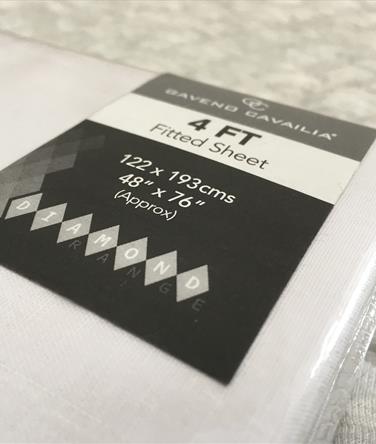 GAVENO CAVAILIA®
4 FT
Fitted Sheet
122 x 193cms
48" x 76"
(Approx)
DIAMOND
RANGE